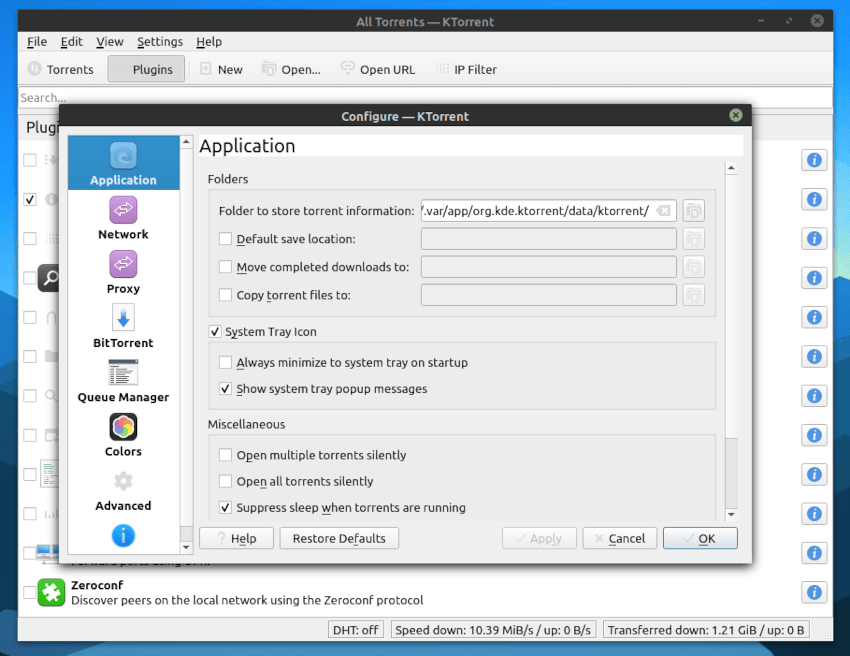 All Torrents — KTorrent
File Edit View Settings Help
Torrents Plugins New Open... Open URL IP Filter
Search...
Configure — KTorrent
Application
Network
Proxy
BitTorrent
Queue Manager
Colors
Advanced
Application
Folders
Folder to store torrent information: /.var/app/org.kde.ktorrent/data/ktorrent/
Default save location:
Move completed downloads to:
Copy torrent files to:
System Tray Icon
Always minimize to system tray on startup
Show system tray popup messages
Miscellaneous
Open multiple torrents silently
Open all torrents silently
Suppress sleep when torrents are running
Help Restore Defaults Apply Cancel OK
Zeroconf
Discover peers on the local network using the Zeroconf protocol
DHT: off Speed down: 10.39 MiB/s / up: 0 B/s Transferred down: 1.21 GiB / up: 0 B